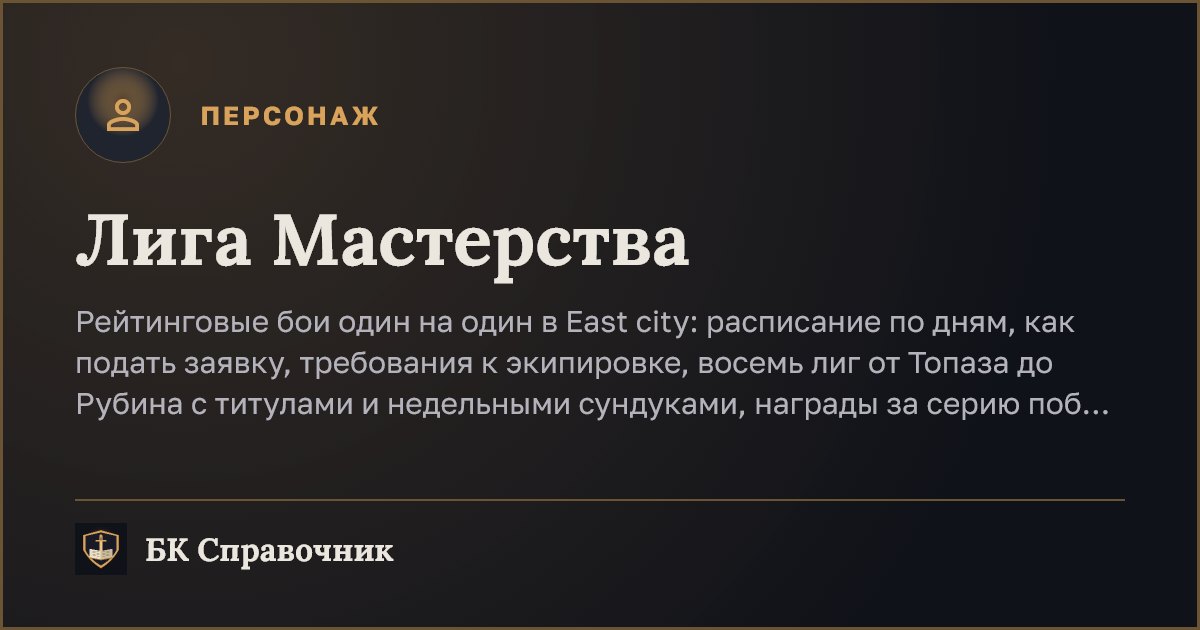 ПЕРСОНАЖ
Лига Мастерства
Рейтинговые бои один на один в East city: расписание по дням, как
подать заявку, требования к экипировке, восемь лиг от Топаза до
Рубина с титулами и недельными сундуками, награды за серию поб…
БК Справочник